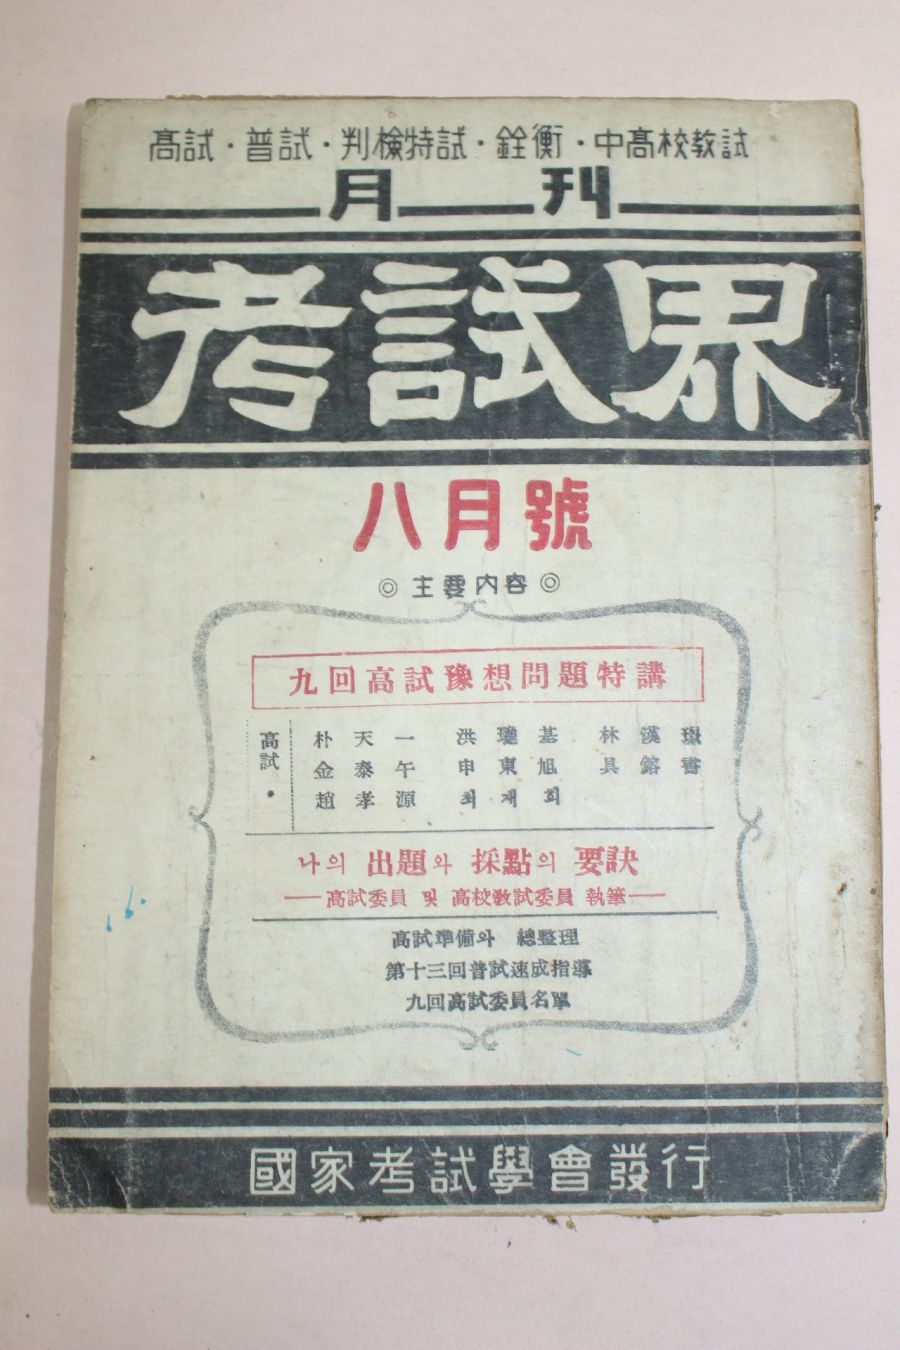 高試・普試・判檢特試・銓衡・中高校教試
月刊
考試界
八月號
◎ 主要内容 ◎
九回高試豫想問題特講
高試・
朴天一 洪璡基 林漢璟
金泰午 申東旭 具鎔書
趙孝源 최재희
나의 出題와 採點의 要訣
—高試委員 및 高校教試委員 執筆—
高試準備와 總整理
第十三回普試速成指導
九回高試委員名單
國家考試學會發行